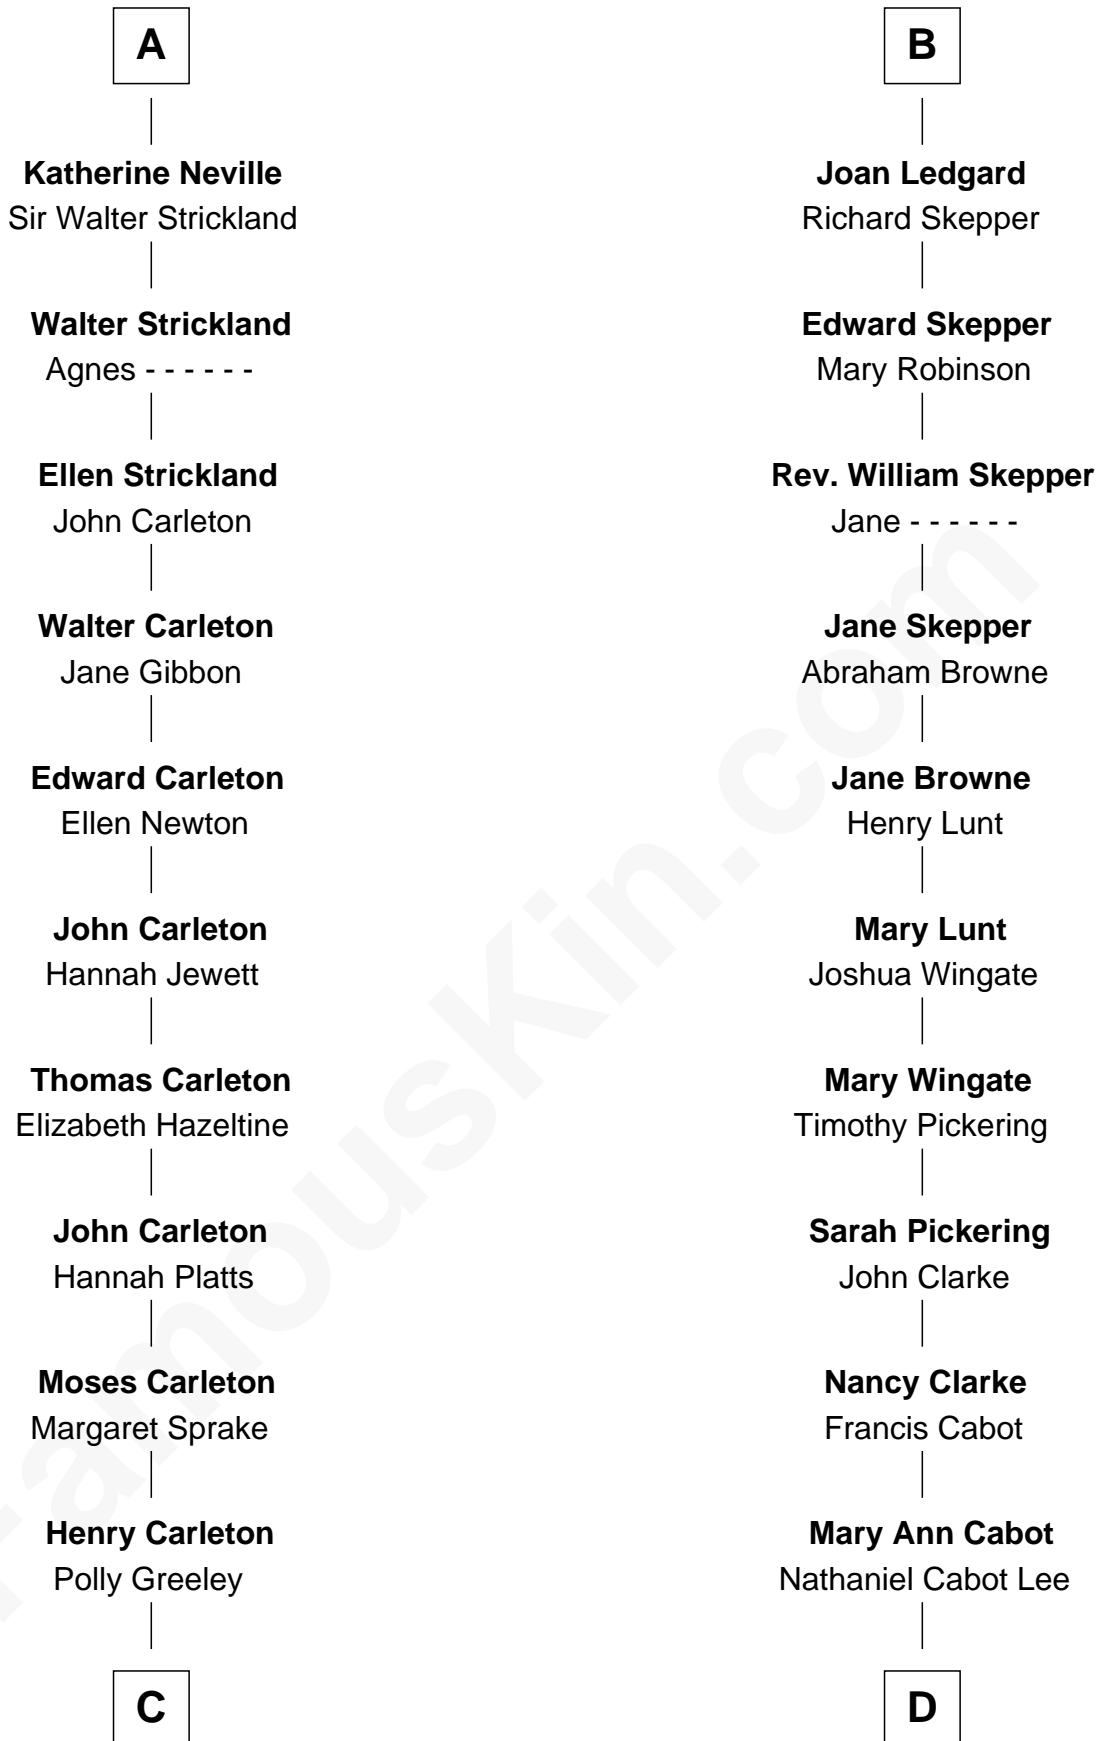 A
Katherine Neville
Sir Walter Strickland
Walter Strickland
Agnes - - - - - -
Ellen Strickland
John Carleton
Walter Carleton
Jane Gibbon
Edward Carleton
Ellen Newton
John Carleton
Hannah Jewett
Thomas Carleton
Elizabeth Hazeltine
John Carleton
Hannah Platts
Moses Carleton
Margaret Sprake
Henry Carleton
Polly Greeley
C
B
Joan Ledgard
Richard Skepper
Edward Skepper
Mary Robinson
Rev. William Skepper
Jane - - - - - -
Jane Skepper
Abraham Browne
Jane Browne
Henry Lunt
Mary Lunt
Joshua Wingate
Mary Wingate
Timothy Pickering
Sarah Pickering
John Clarke
Nancy Clarke
Francis Cabot
Mary Ann Cabot
Nathaniel Cabot Lee
D
FamousKin.com